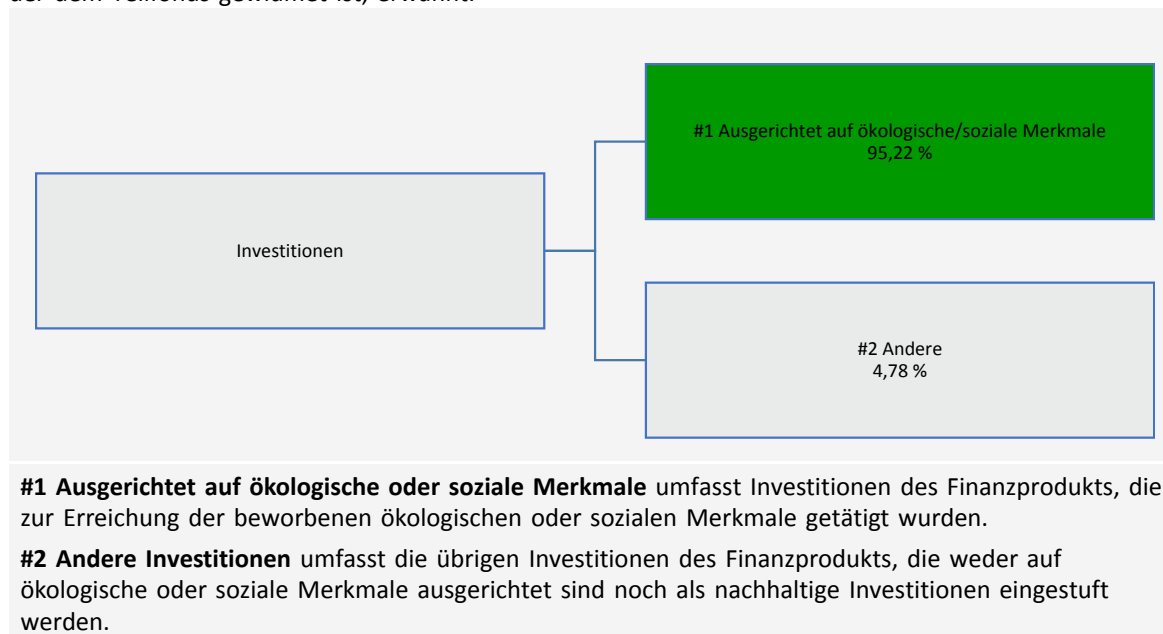 #1 Ausgerichtet auf ökologische/soziale Merkmale
95,22 %
Investitionen
#2 Andere
4,78 %
#1 Ausgerichtet auf ökologische oder soziale Merkmale umfasst Investitionen des Finanzprodukts, die
zur Erreichung der beworbenen ökologischen oder sozialen Merkmale getätigt wurden.
#2 Andere Investitionen umfasst die übrigen Investitionen des Finanzprodukts, die weder auf
ökologische oder soziale Merkmale ausgerichtet sind noch als nachhaltige Investitionen eingestuft
werden.